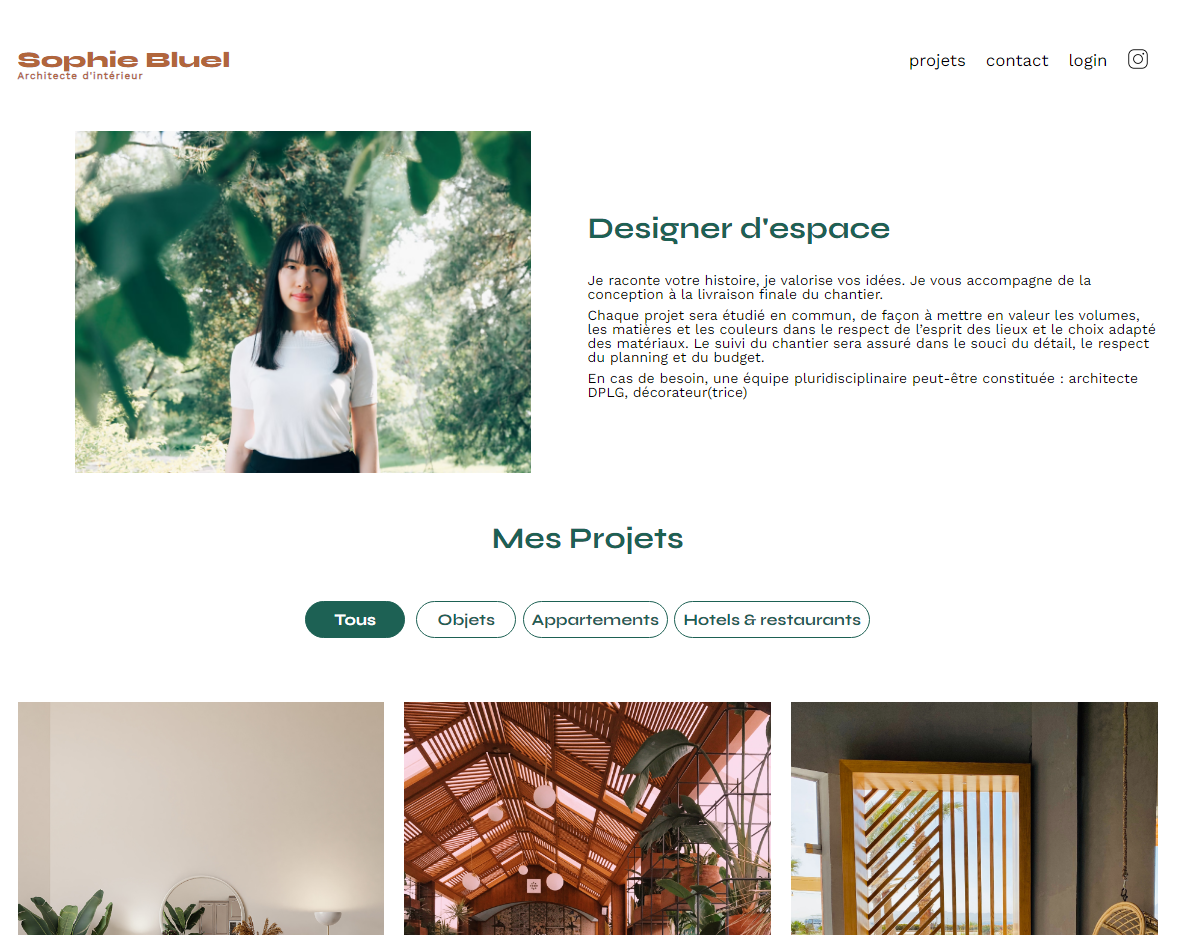 Sophie Bluel
Architecte d'intérieur
projets contact login
Designer d'espace
Je raconte votre histoire, je valorise vos idées. Je vous accompagne de la
conception à la livraison finale du chantier.
Chaque projet sera étudié en commun, de façon à mettre en valeur les volumes,
les matières et les couleurs dans le respect de l’esprit des lieux et le choix adapté
des matériaux. Le suivi du chantier sera assuré dans le souci du détail, le respect
du planning et du budget.
En cas de besoin, une équipe pluridisciplinaire peut-être constituée : architecte
DPLG, décorateur(trice)
Mes Projets
Tous Objets Appartements Hotels & restaurants